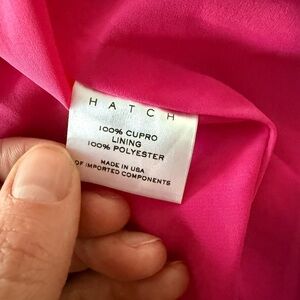 HATCH
100% CUPRO
LINING
100% POLYESTER
MADE IN USA
OF IMPORTED COMPONENTS